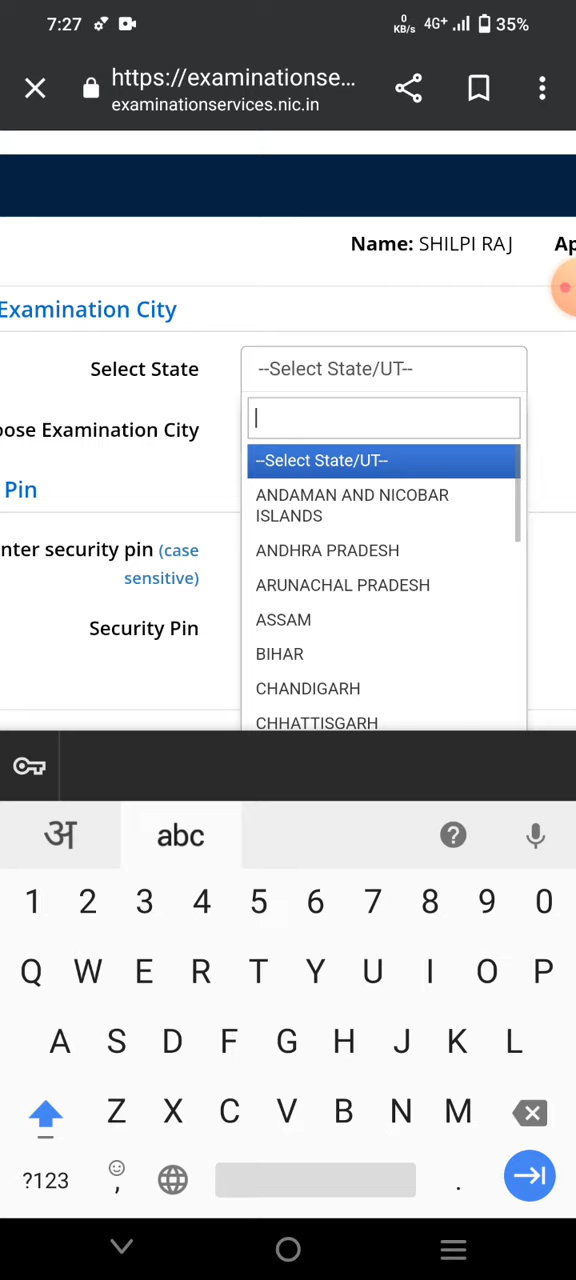 7:27 0 KB/s 4G+ 35%
https://examinationse...
examinationservices.nic.in
Name: SHILPI RAJ Ap
Examination City
Select State --Select State/UT--
oose Examination City
--Select State/UT--
Pin
ANDAMAN AND NICOBAR
ISLANDS
nter security pin (case
sensitive)
ANDHRA PRADESH
ARUNACHAL PRADESH
ASSAM
Security Pin
BIHAR
CHANDIGARH
CHHATTISGARH
अ abc
1 2 3 4 5 6 7 8 9 0
Q W E R T Y U I O P
A S D F G H J K L
Z X C V B N M
?123 , .